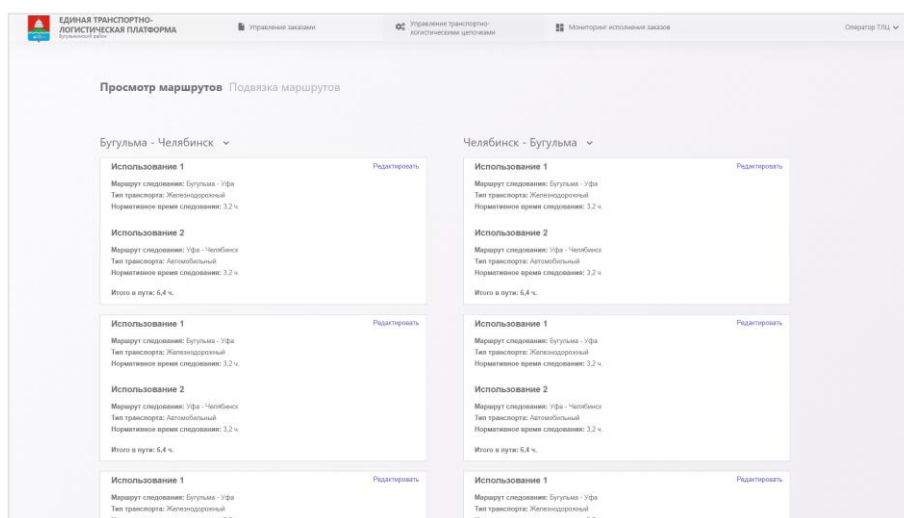 ЕДИНАЯ ТРАНСПОРТНО-
ЛОГИСТИЧЕСКАЯ ПЛАТФОРМА
Бугульминский район
Управление заказами
Управление транспортно-
логистическими цепочками
Мониторинг исполнения заказов
Оператор ТЛЦ
Просмотр маршрутов Подвязка маршрутов
Бугульма - Челябинск
Использование 1 Редактировать
Маршрут следования: Бугульма - Уфа
Тип транспорта: Железнодорожный
Нормативное время следования: 3,2 ч.
Использование 2
Маршрут следования: Уфа - Челябинск
Тип транспорта: Автомобильный
Нормативное время следования: 3,2 ч.
Итого в пути: 6,4 ч.
Использование 1 Редактировать
Маршрут следования: Бугульма - Уфа
Тип транспорта: Железнодорожный
Нормативное время следования: 3,2 ч.
Использование 2
Маршрут следования: Уфа - Челябинск
Тип транспорта: Автомобильный
Нормативное время следования: 3,2 ч.
Итого в пути: 6,4 ч.
Использование 1 Редактировать
Маршрут следования: Бугульма - Уфа
Тип транспорта: Железнодорожный
Челябинск - Бугульма
Использование 1 Редактировать
Маршрут следования: Бугульма - Уфа
Тип транспорта: Железнодорожный
Нормативное время следования: 3,2 ч.
Использование 2
Маршрут следования: Уфа - Челябинск
Тип транспорта: Автомобильный
Нормативное время следования: 3,2 ч.
Итого в пути: 6,4 ч.
Использование 1 Редактировать
Маршрут следования: Бугульма - Уфа
Тип транспорта: Железнодорожный
Нормативное время следования: 3,2 ч.
Использование 2
Маршрут следования: Уфа - Челябинск
Тип транспорта: Автомобильный
Нормативное время следования: 3,2 ч.
Итого в пути: 6,4 ч.
Использование 1 Редактировать
Маршрут следования: Бугульма - Уфа
Тип транспорта: Железнодорожный